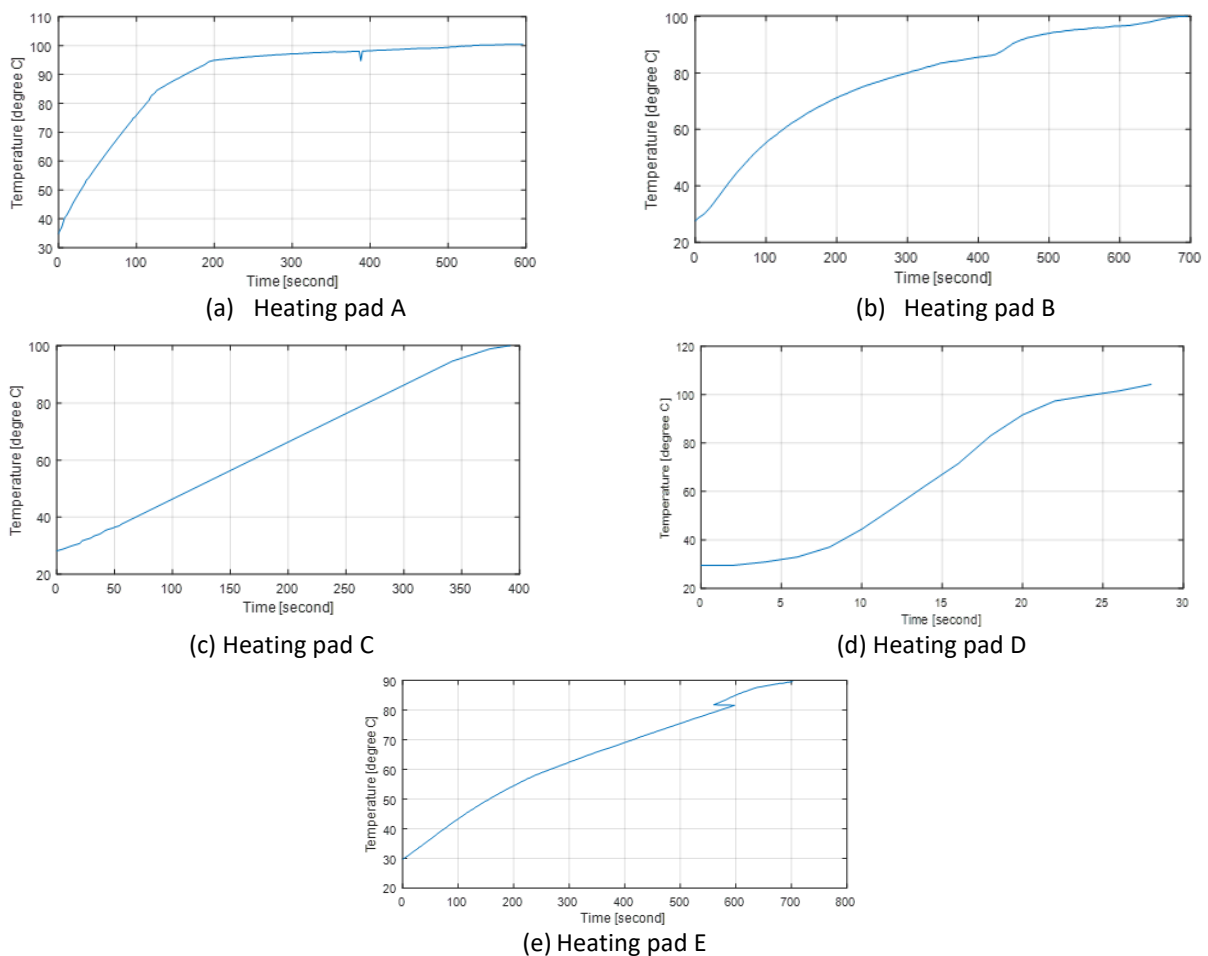 110
100
90
80
70
60
50
40
30
Temperature [degree C]
0 100 200 300 400 500 600
Time [second]
(a) Heating pad A
100
80
60
40
20
Temperature [degree C]
0 100 200 300 400 500 600 700
Time [second]
(b) Heating pad B
100
80
60
40
20
Temperature [degree C]
0 50 100 150 200 250 300 350 400
Time [second]
(c) Heating pad C
120
100
80
60
40
20
Temperature [degree C]
0 5 10 15 20 25 30
Time [second]
(d) Heating pad D
90
80
70
60
50
40
30
20
Temperature [degree C]
0 100 200 300 400 500 600 700 800
Time [second]
(e) Heating pad E